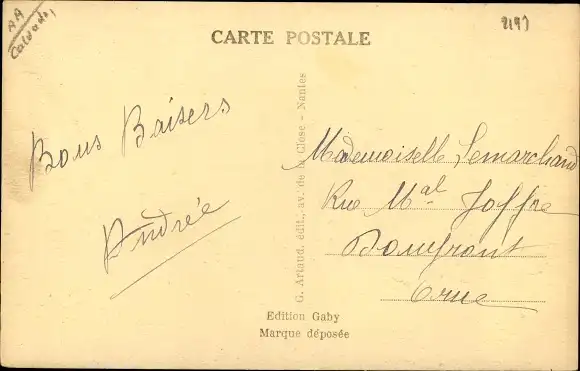 AA
Calvados,
2197
CARTE POSTALE
Bons Baisers
Andrée
G. Artaud, édit., av. de la Close - Nantes
Mademoiselle Lemarchand
Rue Mal Joffre
Domfront
Orne
Edition Gaby
Marque déposée